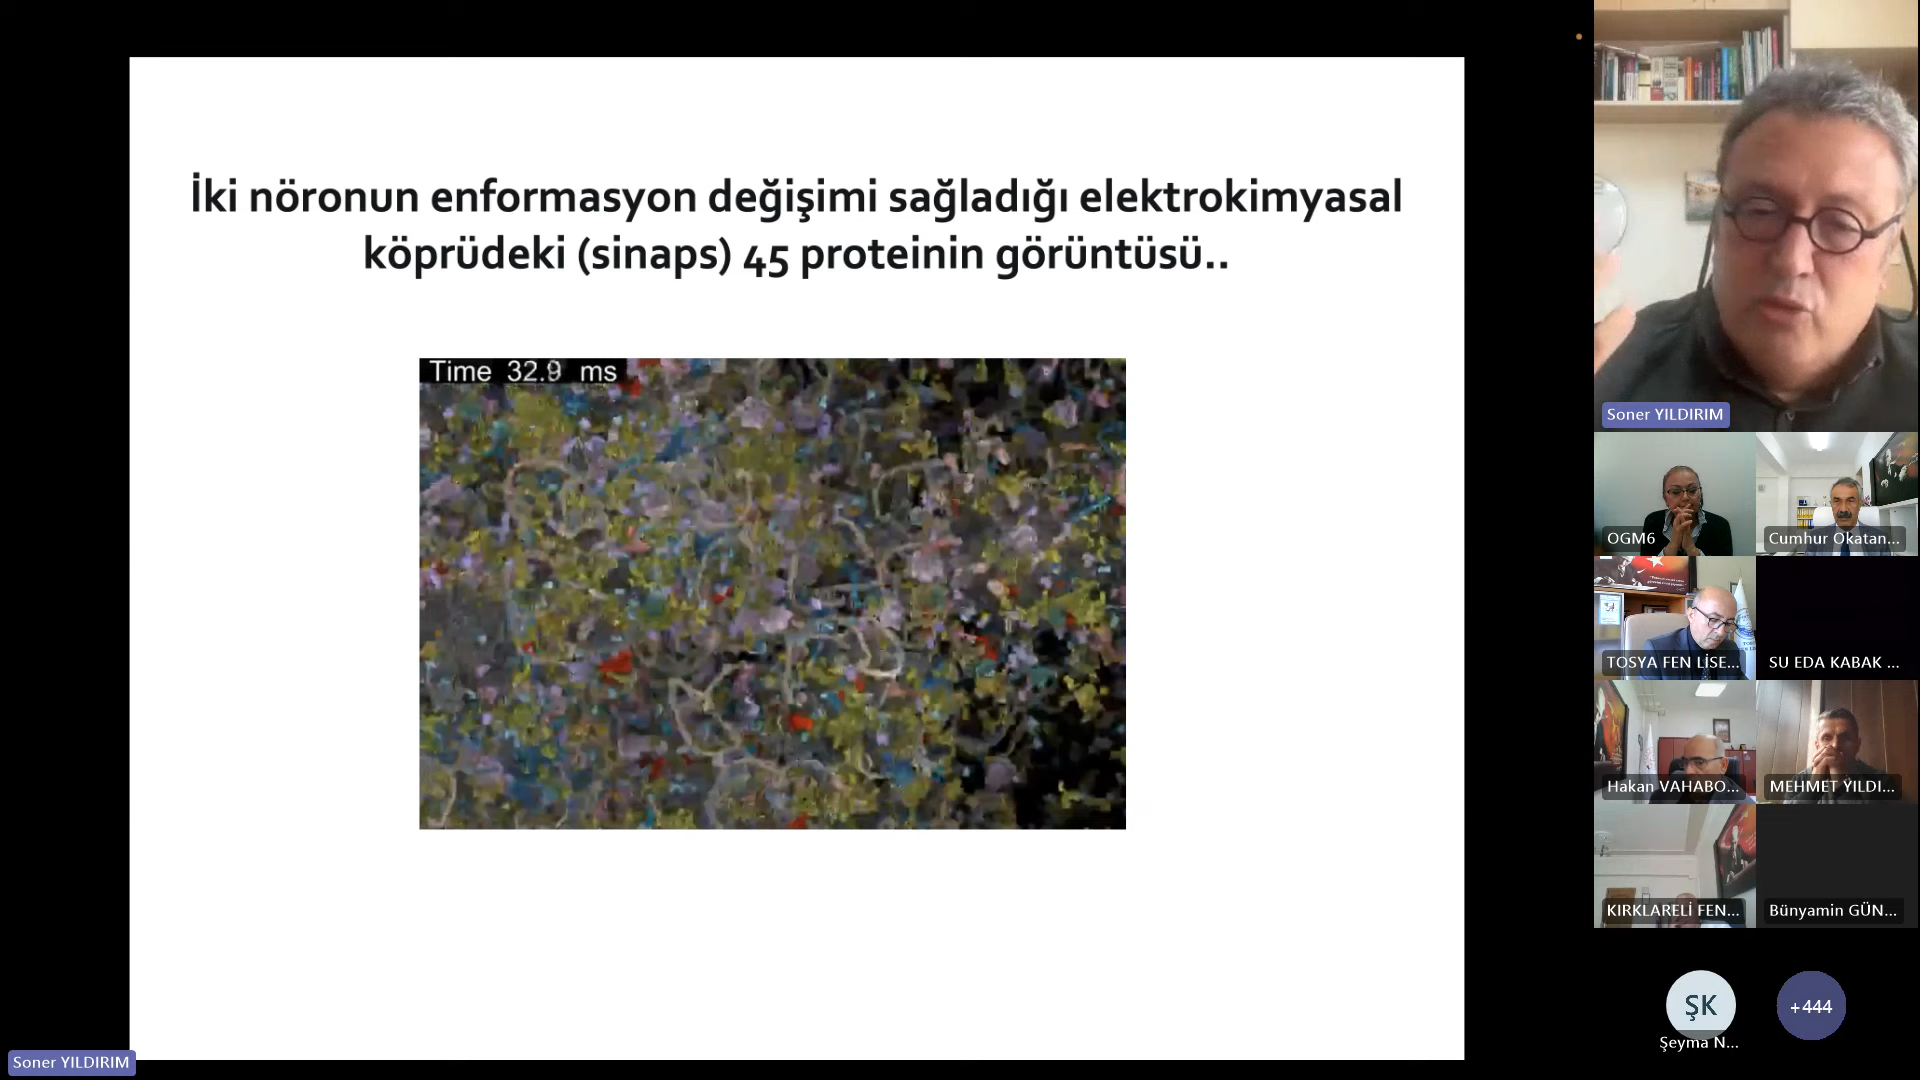 İki nöronun enformasyon değişimi sağladığı elektrokimyasal
köprüdeki (sinaps) 45 proteinin görüntüsü..
Time 32.9 ms
Soner YILDIRIM
OGM6
Cumhur Okatan...
TOSYA FEN LİSE...
SU EDA KABAK ...
Hakan VAHABO...
MEHMET YILDI...
KIRKLARELİ FEN...
Bünyamin GÜN...
ŞK
+444
Şeyma N...
Soner YILDIRIM